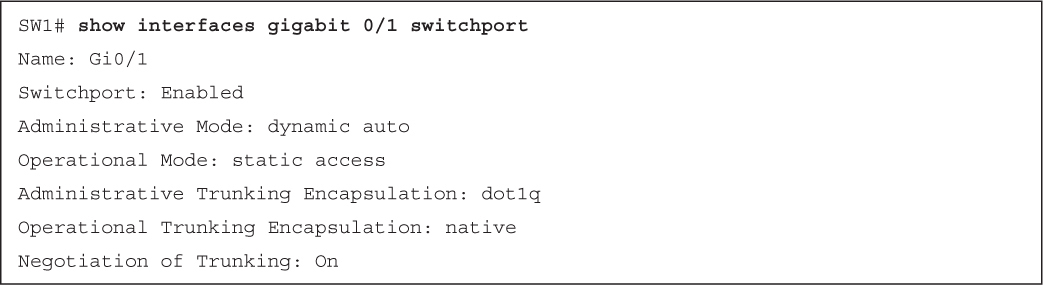 SW1# show interfaces gigabit 0/1 switchport
Name: Gi0/1
Switchport: Enabled
Administrative Mode: dynamic auto
Operational Mode: static access
Administrative Trunking Encapsulation: dot1q
Operational Trunking Encapsulation: native
Negotiation of Trunking: On